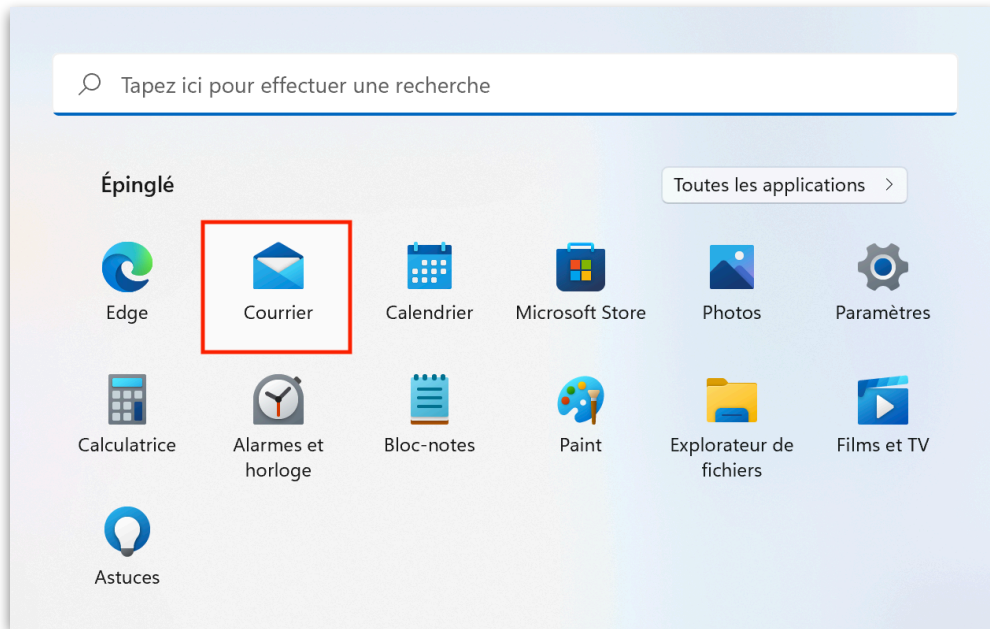 Tapez ici pour effectuer une recherche
Épinglé
Toutes les applications
Edge
Courrier
Calendrier
Microsoft Store
Photos
Paramètres
Calculatrice
Alarmes et
horloge
Bloc-notes
Paint
Explorateur de
fichiers
Films et TV
Astuces